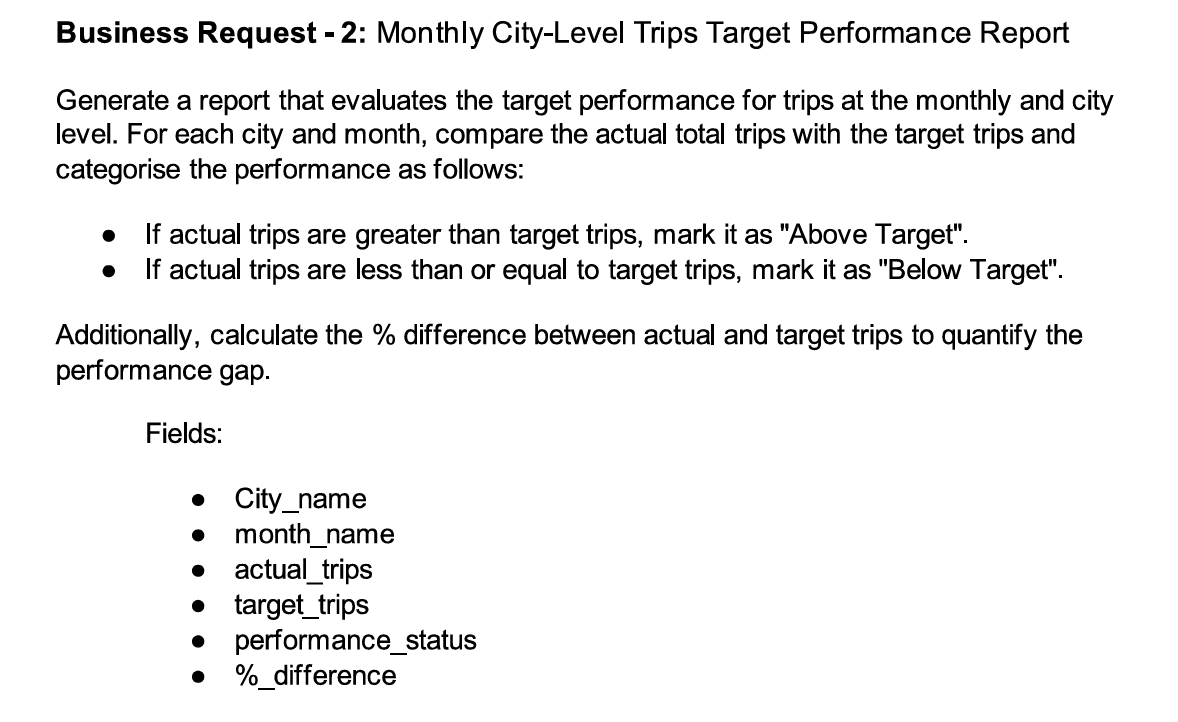 Business Request - 2: Monthly City-Level Trips Target Performance Report
Generate a report that evaluates the target performance for trips at the monthly and city
level. For each city and month, compare the actual total trips with the target trips and
categorise the performance as follows:
● If actual trips are greater than target trips, mark it as "Above Target".
● If actual trips are less than or equal to target trips, mark it as "Below Target".
Additionally, calculate the % difference between actual and target trips to quantify the
performance gap.
Fields:
● City_name
● month_name
● actual_trips
● target_trips
● performance_status
● %_difference